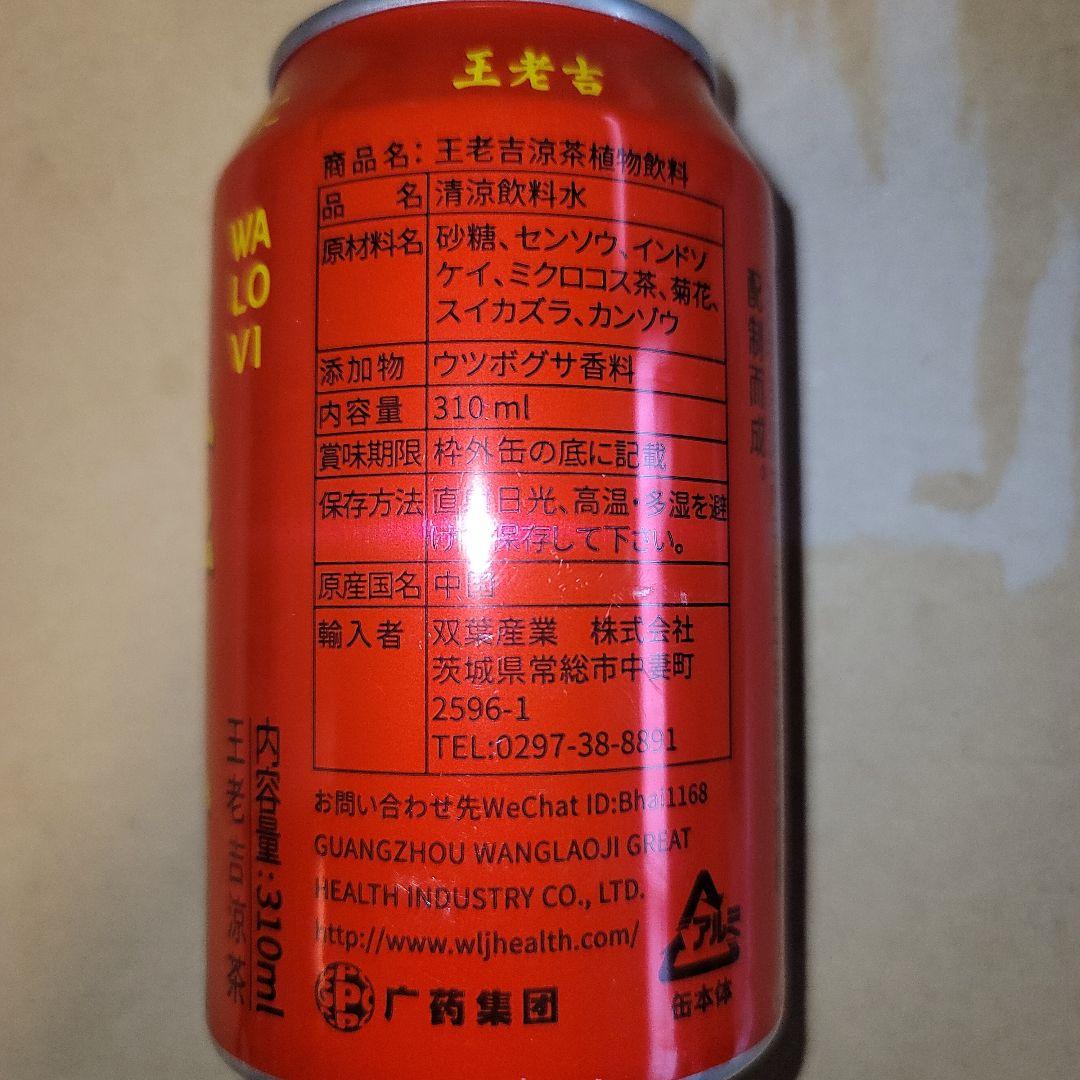 王老吉
商品名：王老吉涼茶植物飲料
品　名 清涼飲料水
原材料名 砂糖、センソウ、インドソ
ケイ、ミクロコス茶、菊花、
スイカズラ、カンゾウ
添加物 ウツボグサ香料
内容量 310 ml
賞味期限 枠外缶の底に記載
保存方法 直射日光、高温・多湿を避
けて保存して下さい。
原産国名 中国
輸入者 双葉産業　株式会社
茨城県常総市中妻町
2596-1
TEL:0297-38-8891
お問い合わせ先WeChat ID:Bhai1168
GUANGZHOU WANGLAOJI GREAT
HEALTH INDUSTRY CO., LTD.
http://www.wljhealth.com/
广药集团
アルミ
缶本体
WA
LO
VI
内容量:310ml
王老吉涼茶
配制而成。